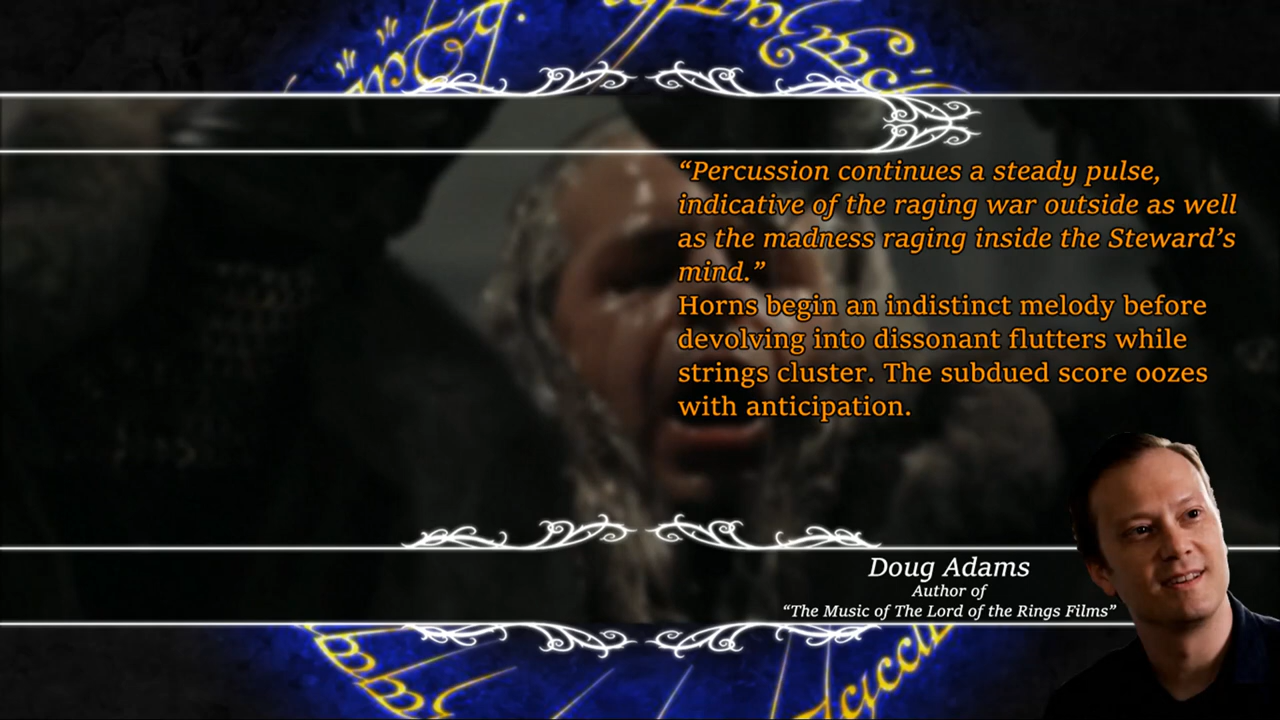 “Percussion continues a steady pulse,
indicative of the raging war outside as well
as the madness raging inside the Steward’s
mind.”
Horns begin an indistinct melody before
devolving into dissonant flutters while
strings cluster. The subdued score oozes
with anticipation.
Doug Adams
Author of
“The Music of The Lord of the Rings Films”